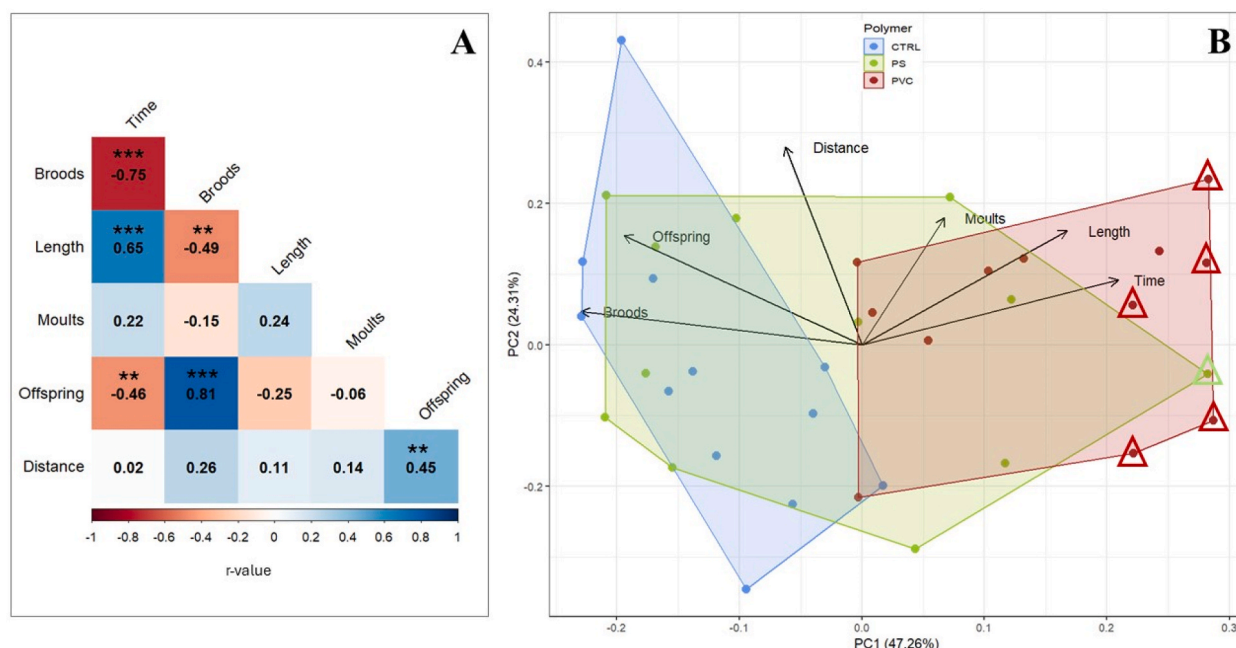 A
Time
Broods
***
-0.75
Broods
Length
***
0.65
**
-0.49
Length
Moults
0.22
-0.15
0.24
Moults
Offspring
**
-0.46
***
0.81
-0.25
-0.06
Offspring
Distance
0.02
0.26
0.11
0.14
**
0.45
-1 -0.8 -0.6 -0.4 -0.2 0 0.2 0.4 0.6 0.8 1
r-value
B
Polymer
CTRL
PS
PVC
0.4
0.2
0.0
-0.2
PC2 (24.31%)
Distance
Moults
Offspring
Length
Time
Broods
-0.2 -0.1 0.0 0.1 0.2 0.3
PC1 (47.26%)